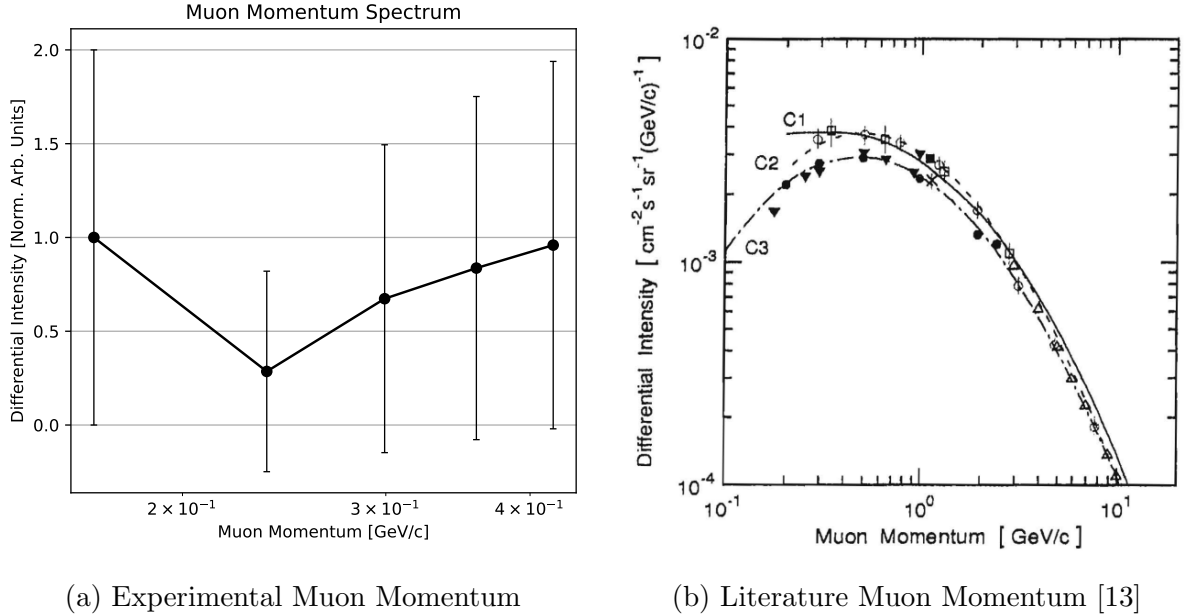 Muon Momentum Spectrum
Differential Intensity [Norm. Arb. Units]
2.0
1.5
1.0
0.5
0.0
2 × 10⁻¹ 3 × 10⁻¹ 4 × 10⁻¹
Muon Momentum [GeV/c]
(a) Experimental Muon Momentum
Differential Intensity [ cm⁻²s⁻¹sr⁻¹(GeV/c)⁻¹]
10⁻²
10⁻³
10⁻⁴
C1
C2
C3
10⁻¹ 10⁰ 10¹
Muon Momentum [ GeV/c ]
(b) Literature Muon Momentum [13]